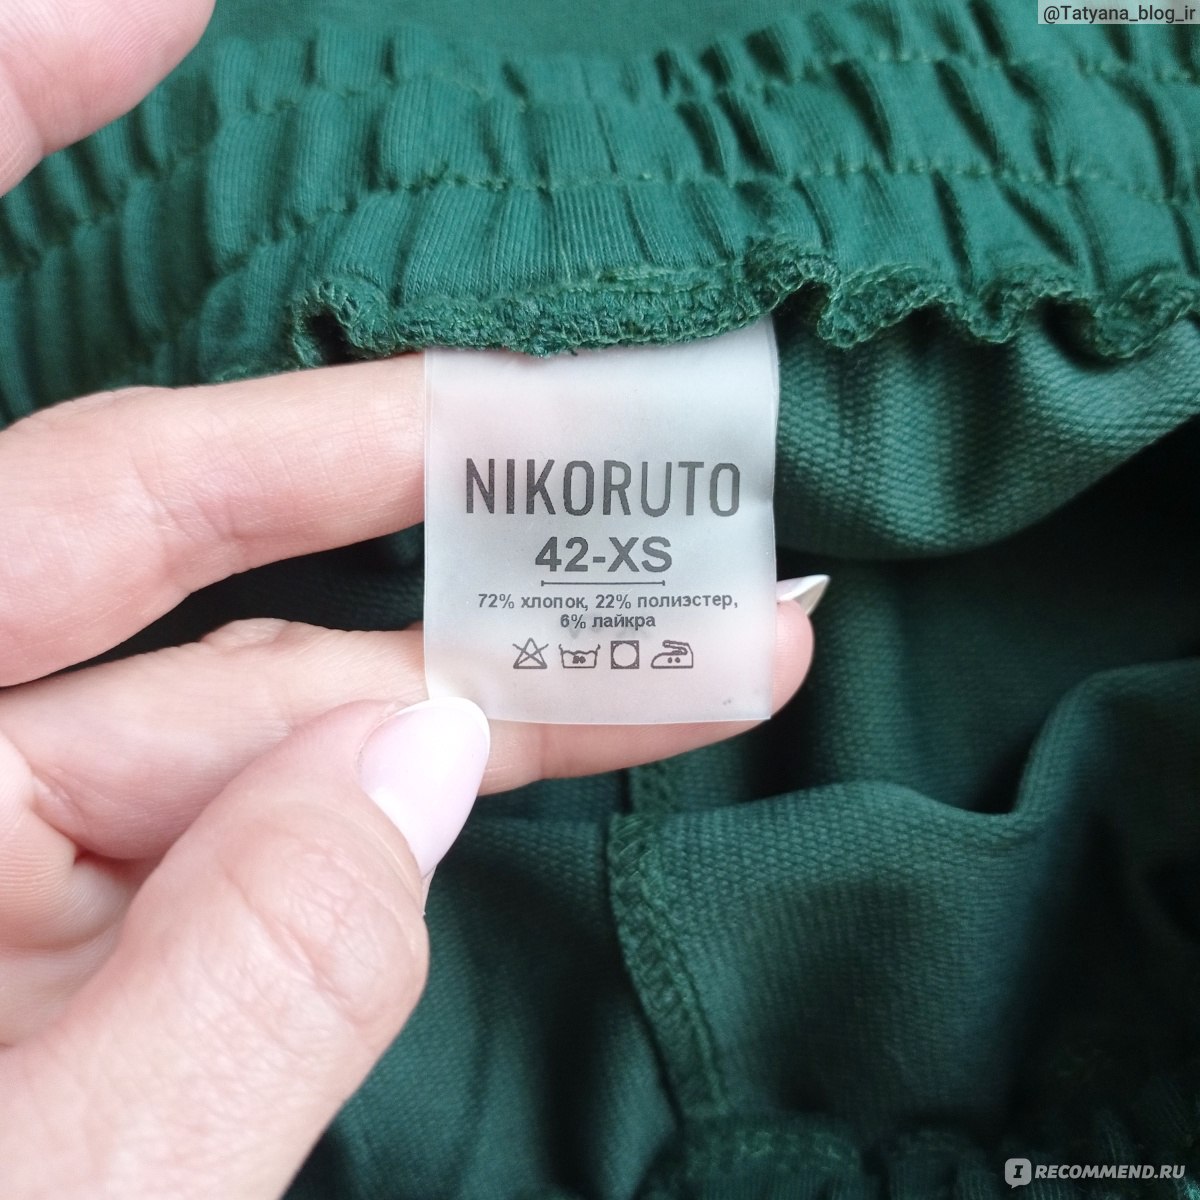 @Tatyana_blog_ir
NIKORUTO
42-XS
72% хлопок, 22% полиэстер,
6% лайкра
RECOMMEND.RU